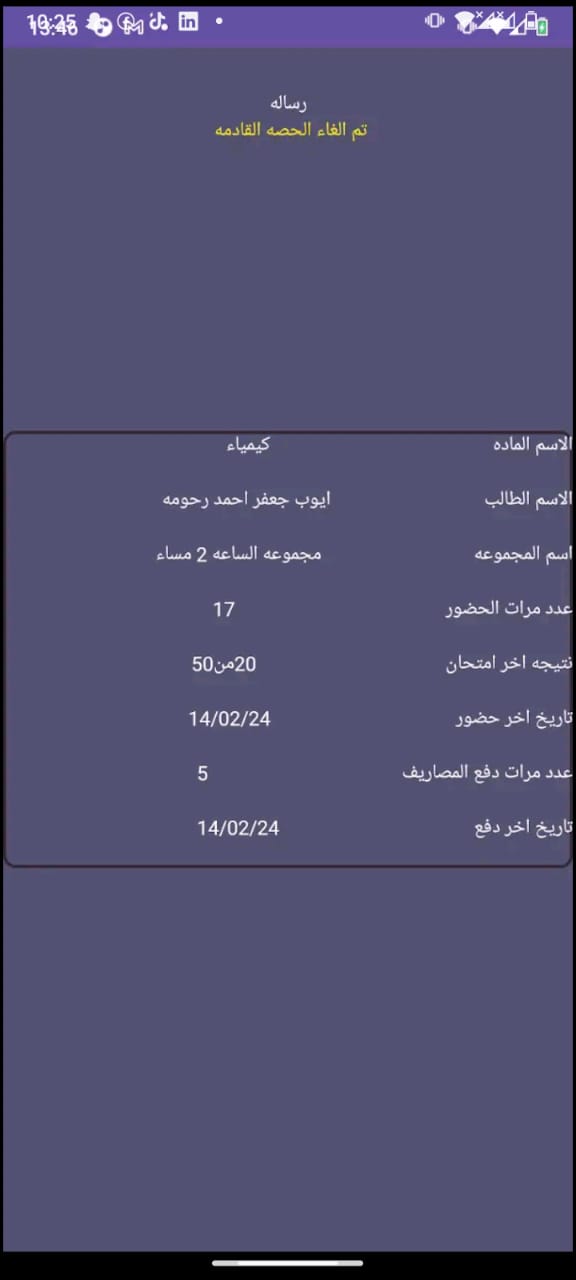 رساله
تم الغاء الحصه القادمه
الاسم الماده كيمياء
الاسم الطالب ايوب جعفر احمد رحومه
اسم المجموعه مجموعه الساعه 2 مساء
عدد مرات الحضور 17
نتيجه اخر امتحان 20من50
تاريخ اخر حضور 14/02/24
عدد مرات دفع المصاريف 5
تاريخ اخر دفع 14/02/24